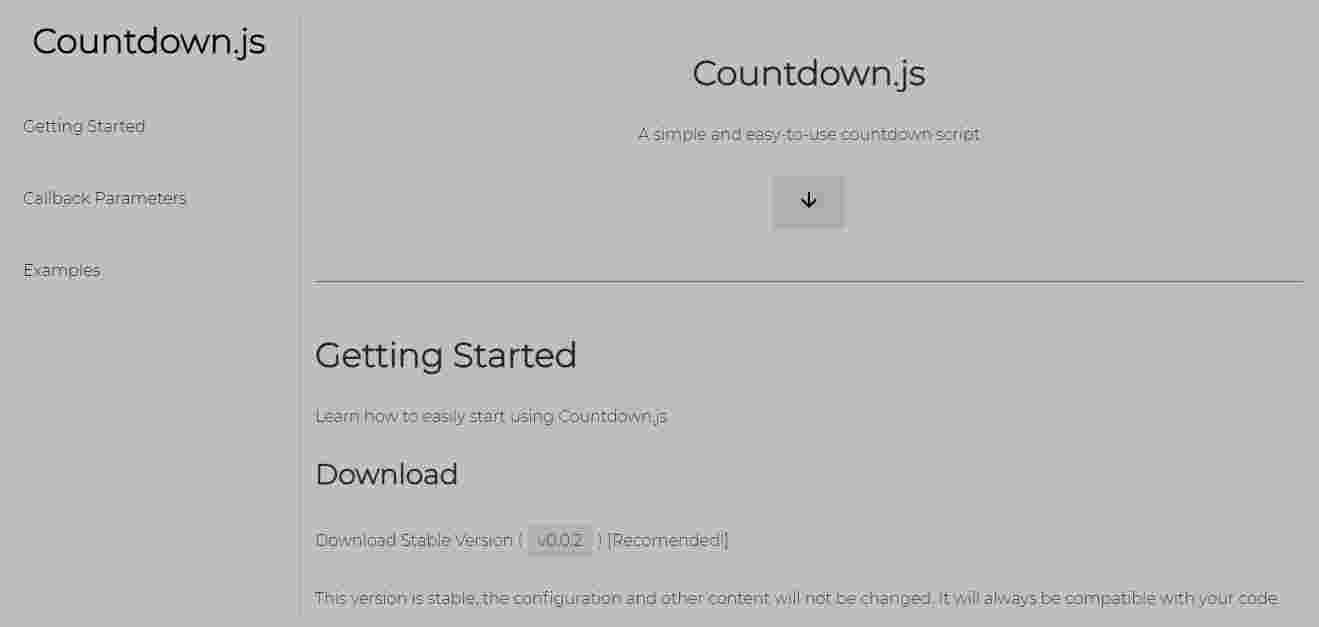 Countdown.js
Getting Started
Callback Parameters
Examples
Countdown.js
A simple and easy-to-use countdown script
Getting Started
Learn how to easily start using Countdown.js
Download
Download Stable Version ( v0.0.2 ) [Recomended!]
This version is stable, the configuration and other content will not be changed. It will always be compatible with your code.